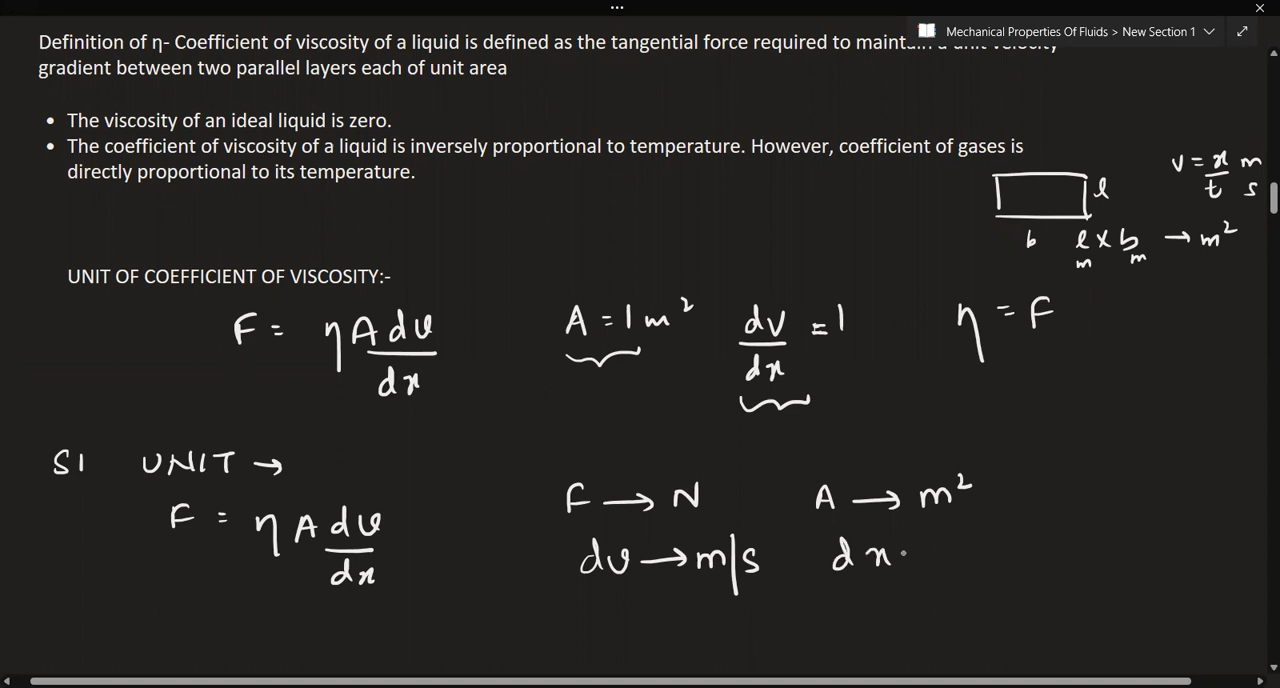 ...
Mechanical Properties Of Fluids > New Section 1
Definition of η- Coefficient of viscosity of a liquid is defined as the tangential force required to maintain a unit velocity
gradient between two parallel layers each of unit area
• The viscosity of an ideal liquid is zero.
• The coefficient of viscosity of a liquid is inversely proportional to temperature. However, coefficient of gases is
directly proportional to its temperature.
v = x/t m/s
l
b l × b → m²
m m
UNIT OF COEFFICIENT OF VISCOSITY:-
F = η A dv/dx A = 1 m² dv/dx = 1 η = F
SI UNIT →
F = η A dv/dx F → N A → m²
dv → m|s dx